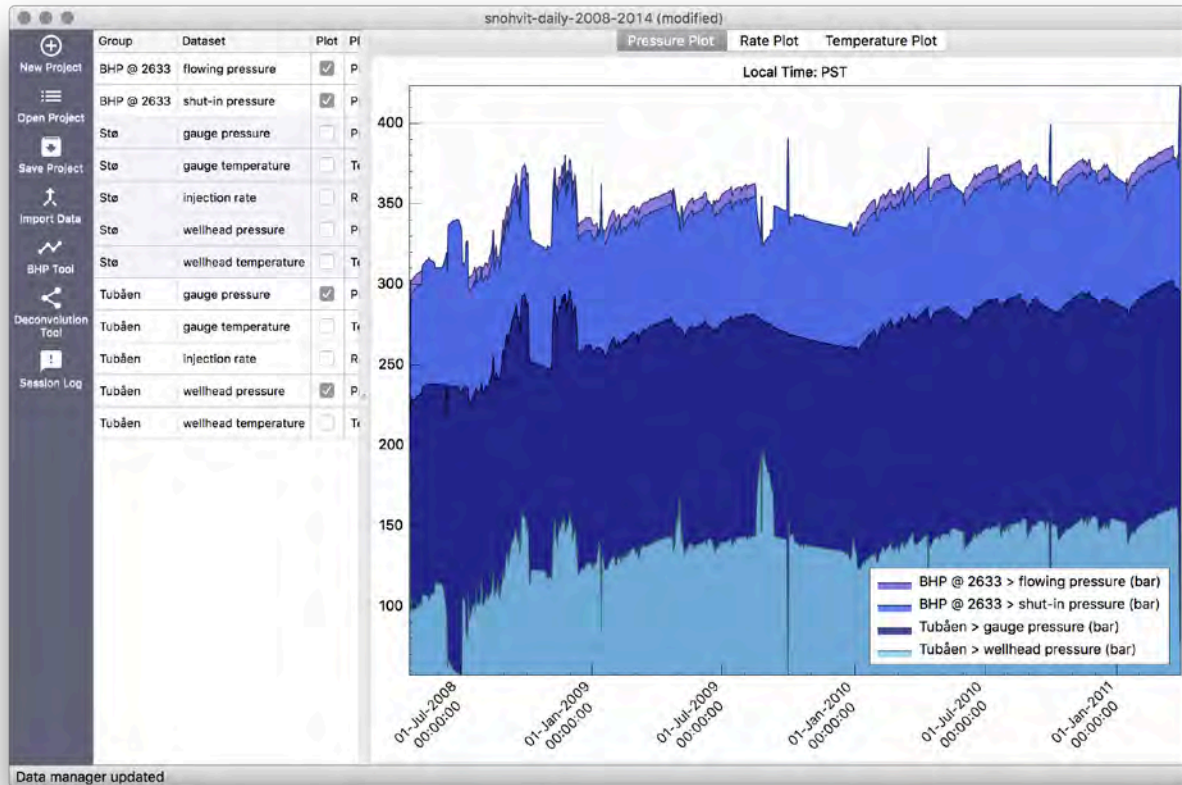 snohvit-daily-2008-2014 (modified)
New Project
Open Project
Save Project
Import Data
BHP Tool
Deconvolution
Tool
Session Log
Group Dataset Plot Pl
BHP @ 2633 flowing pressure P
BHP @ 2633 shut-in pressure P
Stø gauge pressure P
Stø gauge temperature Te
Stø injection rate R
Stø wellhead pressure P
Stø wellhead temperature Te
Tubåen gauge pressure P
Tubåen gauge temperature Te
Tubåen injection rate R
Tubåen wellhead pressure P
Tubåen wellhead temperature Te
Pressure Plot Rate Plot Temperature Plot
Local Time: PST
400
350
300
250
200
150
100
BHP @ 2633 > flowing pressure (bar)
BHP @ 2633 > shut-in pressure (bar)
Tubåen > gauge pressure (bar)
Tubåen > wellhead pressure (bar)
01-Jul-2008
00:00:00
01-Jan-2009
00:00:00
01-Jul-2009
00:00:00
01-Jan-2010
00:00:00
01-Jul-2010
00:00:00
01-Jan-2011
00:00:00
Data manager updated